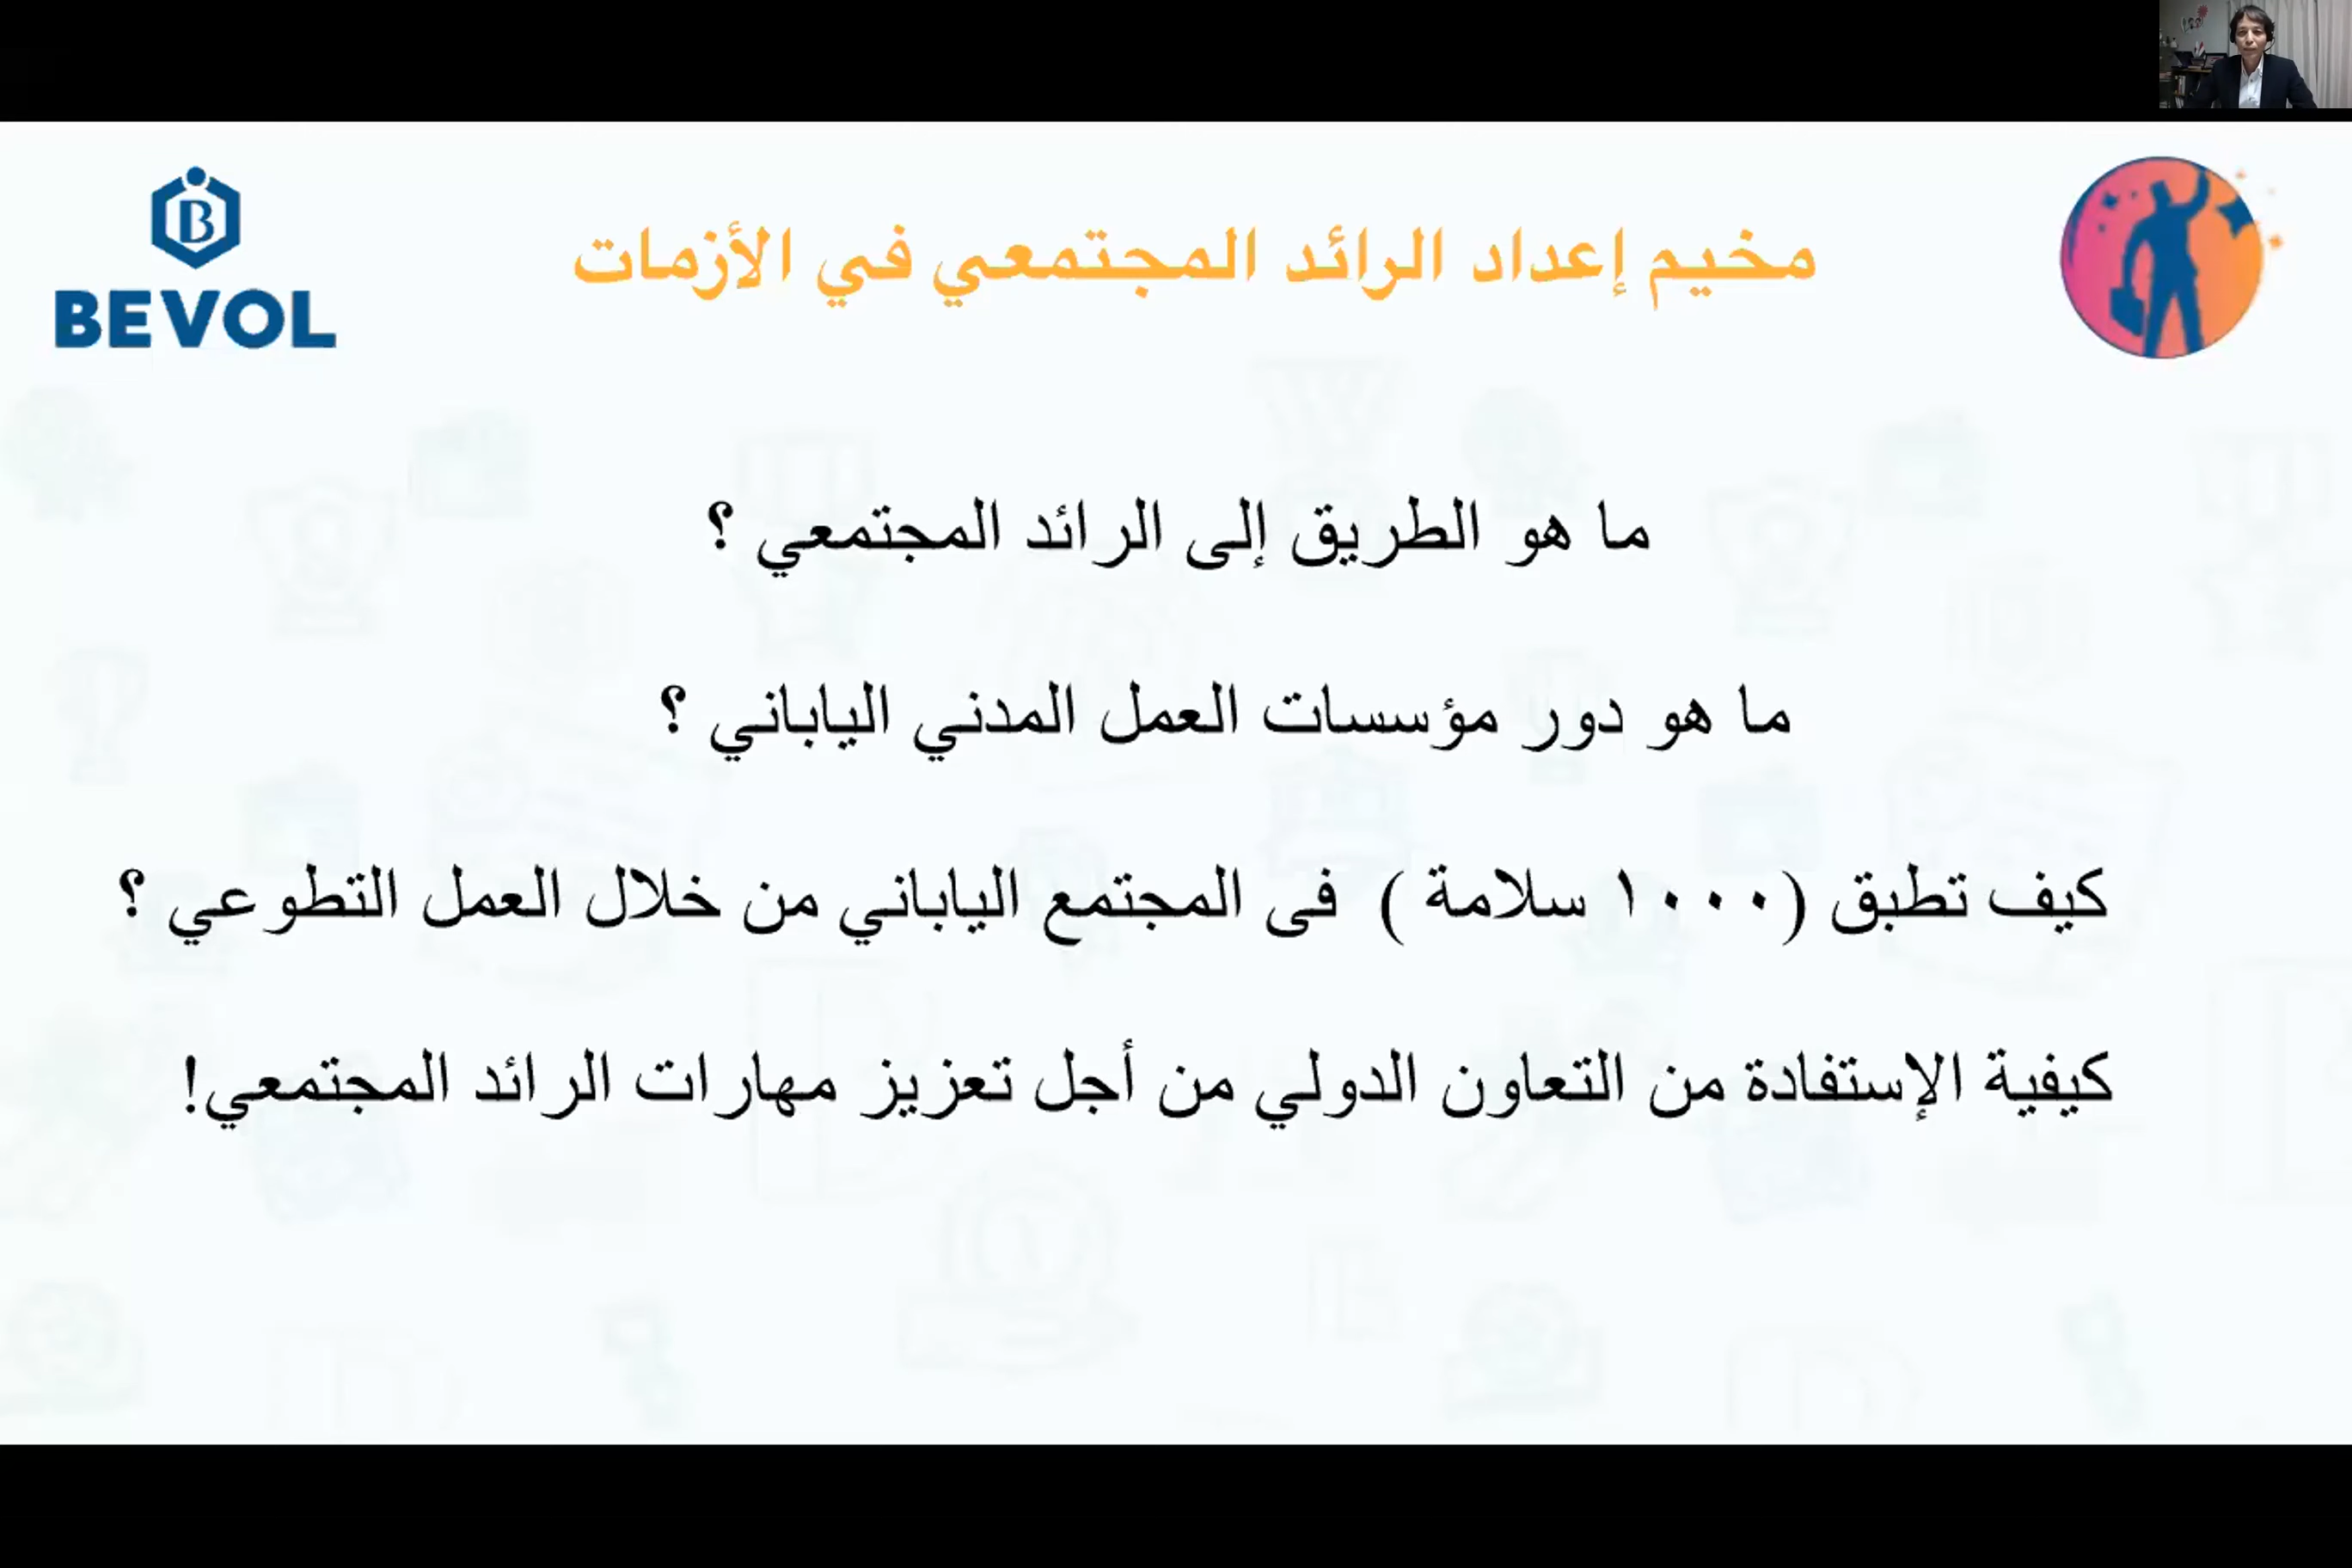 BEVOL
مخيم إعداد الرائد المجتمعي في الأزمات
ما هو الطريق إلى الرائد المجتمعي ؟
ما هو دور مؤسسات العمل المدني الياباني ؟
كيف تطبق (١٠٠٠ سلامة ) فى المجتمع الياباني من خلال العمل التطوعي ؟
كيفية الإستفادة من التعاون الدولي من أجل تعزيز مهارات الرائد المجتمعي!